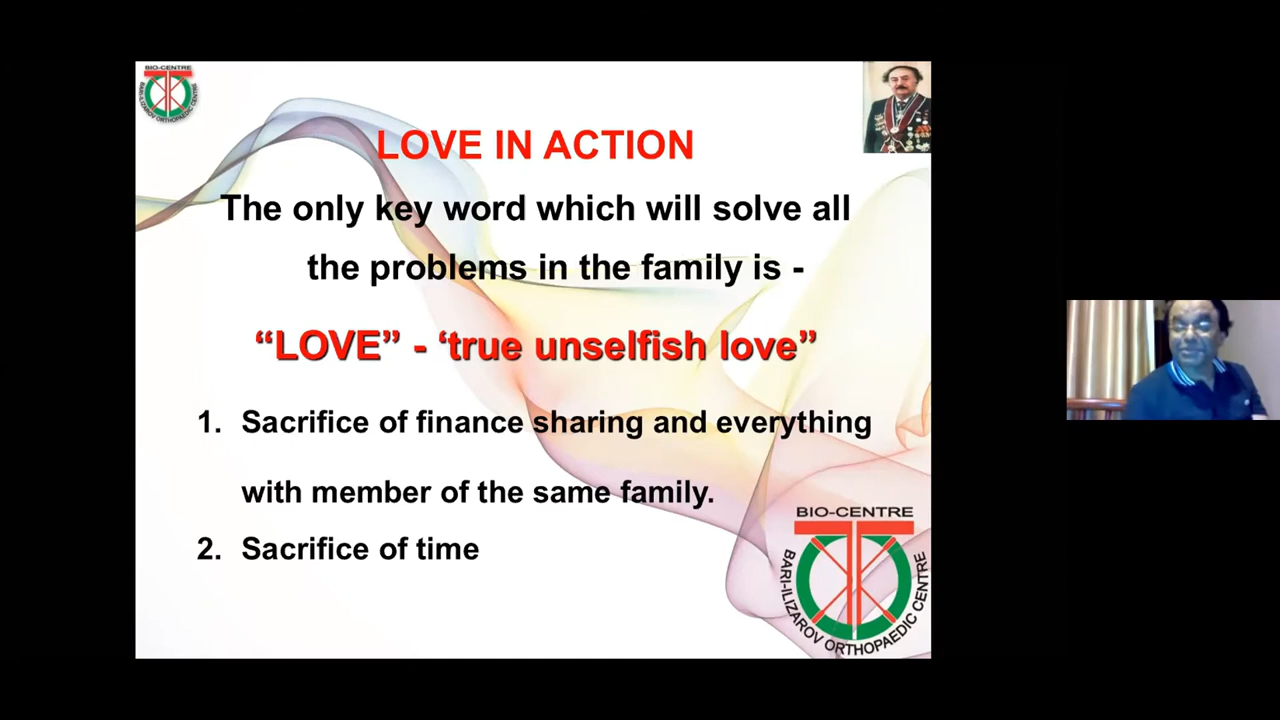 BIO-CENTRE
BARI-ILIZAROV ORTHOPAEDIC CENTRE
LOVE IN ACTION
The only key word which will solve all
the problems in the family is -
“LOVE” - ‘true unselfish love”
1. Sacrifice of finance sharing and everything
with member of the same family.
2. Sacrifice of time
BIO-CENTRE
BARI-ILIZAROV ORTHOPAEDIC CENTRE